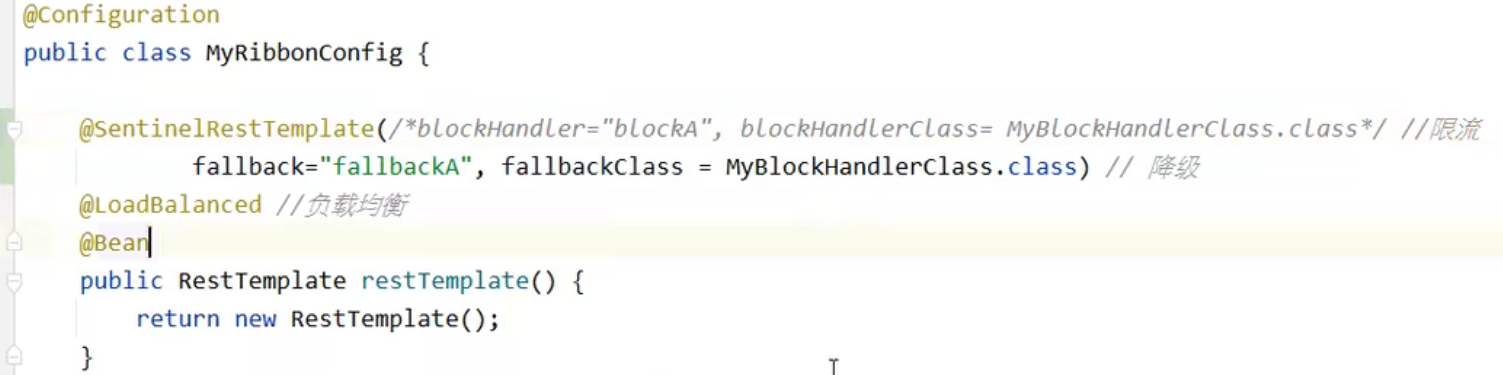 @Configuration
public class MyRibbonConfig {
@SentinelRestTemplate(/*blockHandler="blockA", blockHandlerClass= MyBlockHandlerClass.class*/ //限流
fallback="fallbackA", fallbackClass = MyBlockHandlerClass.class) // 降级
@LoadBalanced //负载均衡
@Bean
public RestTemplate restTemplate() {
return new RestTemplate();
}